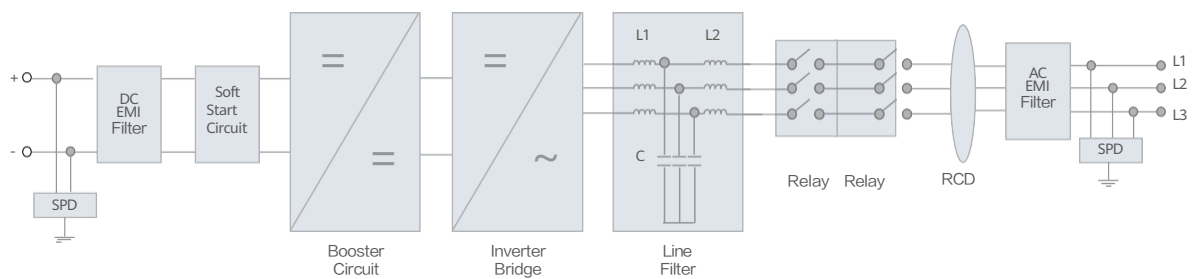 +
-
SPD
DC
EMI
Filter
Soft
Start
Circuit
=
=
Booster
Circuit
=
~
Inverter
Bridge
L1
L2
C
Line
Filter
Relay
Relay
RCD
AC
EMI
Filter
L1
L2
L3
SPD